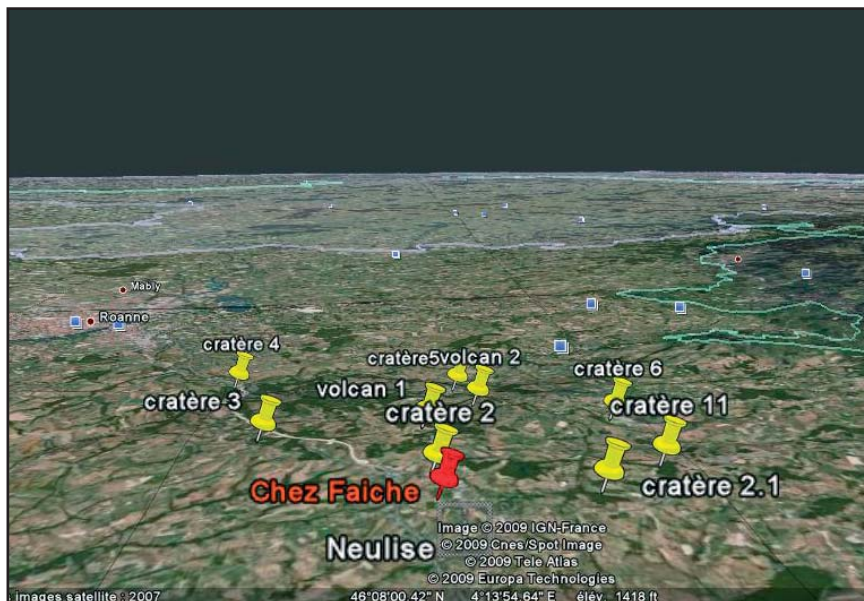 Mably
Roanne
cratère 4
cratère5
volcan 2
volcan 1
cratère 6
cratère 3
cratère 2
cratère 11
Chez Faiche
cratère 2.1
Neulise
Image © 2009 IGN-France
© 2009 Cnes/Spot Image
© 2009 Tele Atlas
© 2009 Europa Technologies
images satellite : 2007 46°08'00.42" N 4°13'54.64" E élév. 1418 ft